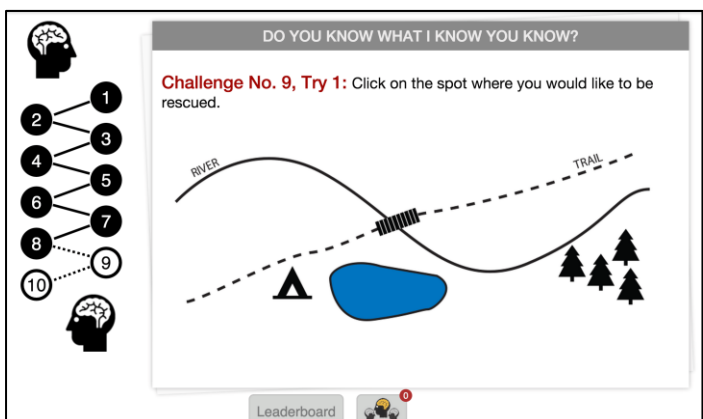 DO YOU KNOW WHAT I KNOW YOU KNOW?
Challenge No. 9, Try 1: Click on the spot where you would like to be
rescued.
1
2
3
4
5
6
7
8
9
10
RIVER
TRAIL
Leaderboard
0